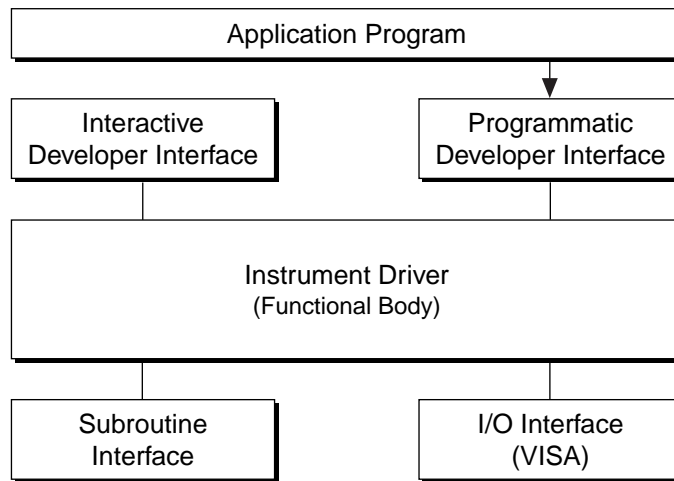 Application Program
Interactive
Developer Interface
Programmatic
Developer Interface
Instrument Driver
(Functional Body)
Subroutine
Interface
I/O Interface
(VISA)